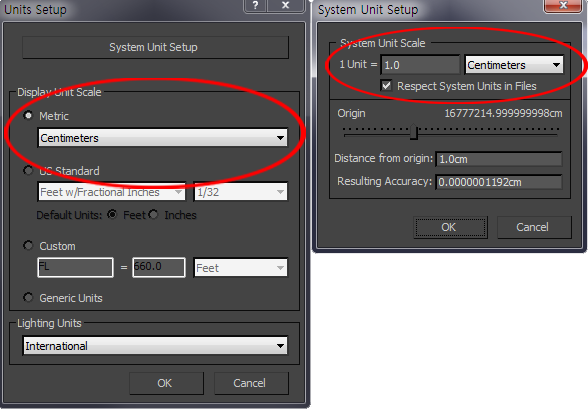 Units Setup
?
System Unit Setup
Display Unit Scale
Metric
Centimeters
US Standard
Feet w/Fractional Inches 1/32
Default Units: Feet Inches
Custom
FL = 660.0 Feet
Generic Units
Lighting Units
International
OK Cancel
System Unit Setup
System Unit Scale
1 Unit = 1.0 Centimeters
Respect System Units in Files
Origin 16777214.999999998cm
Distance from origin: 1.0cm
Resulting Accuracy: 0.0000001192cm
OK Cancel